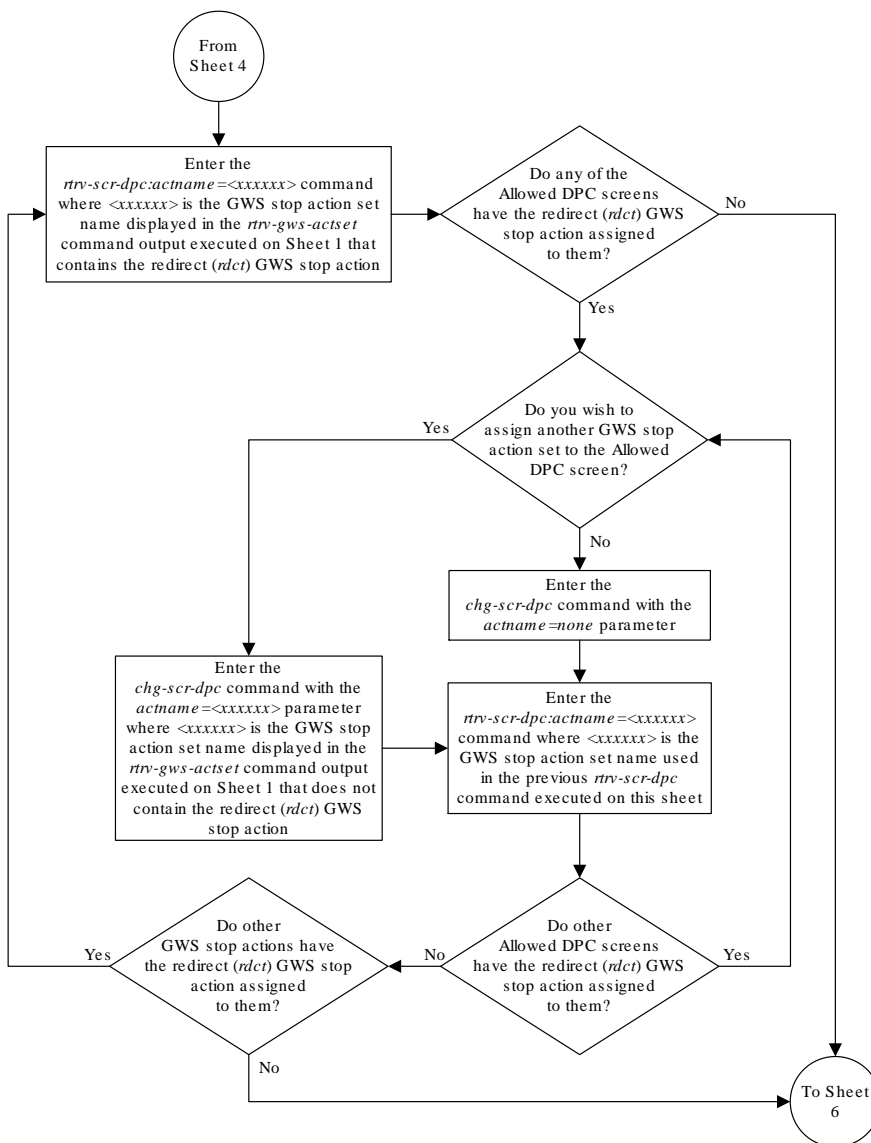 From
Sheet 4
Enter the
rtrv-scr-dpc:actname=<xxxxxx> command
where <xxxxxx> is the GWS stop action set
name displayed in the rtrv-gws-actset
command output executed on Sheet 1 that
contains the redirect (rdct) GWS stop action
Do any of the
Allowed DPC screens
have the redirect (rdct) GWS
stop action assigned
to them?
No
Yes
Do you wish to
assign another GWS stop
action set to the Allowed
DPC screen?
Yes
No
Enter the
chg-scr-dpc command with the
actname=none parameter
Enter the
chg-scr-dpc command with the
actname=<xxxxxx> parameter
where <xxxxxx> is the GWS stop
action set name displayed in the
rtrv-gws-actset command output
executed on Sheet 1 that does not
contain the redirect (rdct) GWS
stop action
Enter the
rtrv-scr-dpc:actname=<xxxxxx>
command where <xxxxxx> is the
GWS stop action set name used
in the previous rtrv-scr-dpc
command executed on this sheet
Do other
Allowed DPC screens
have the redirect (rdct) GWS
stop action assigned
to them?
Yes
No
Do other
GWS stop actions have
the redirect (rdct) GWS stop
action assigned
to them?
Yes
No
To Sheet
6